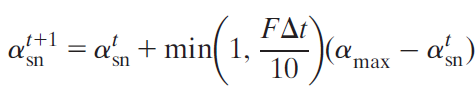 α_sn^{t+1} = α_sn^t + min(1, FΔt/10)(α_max − α_sn^t)